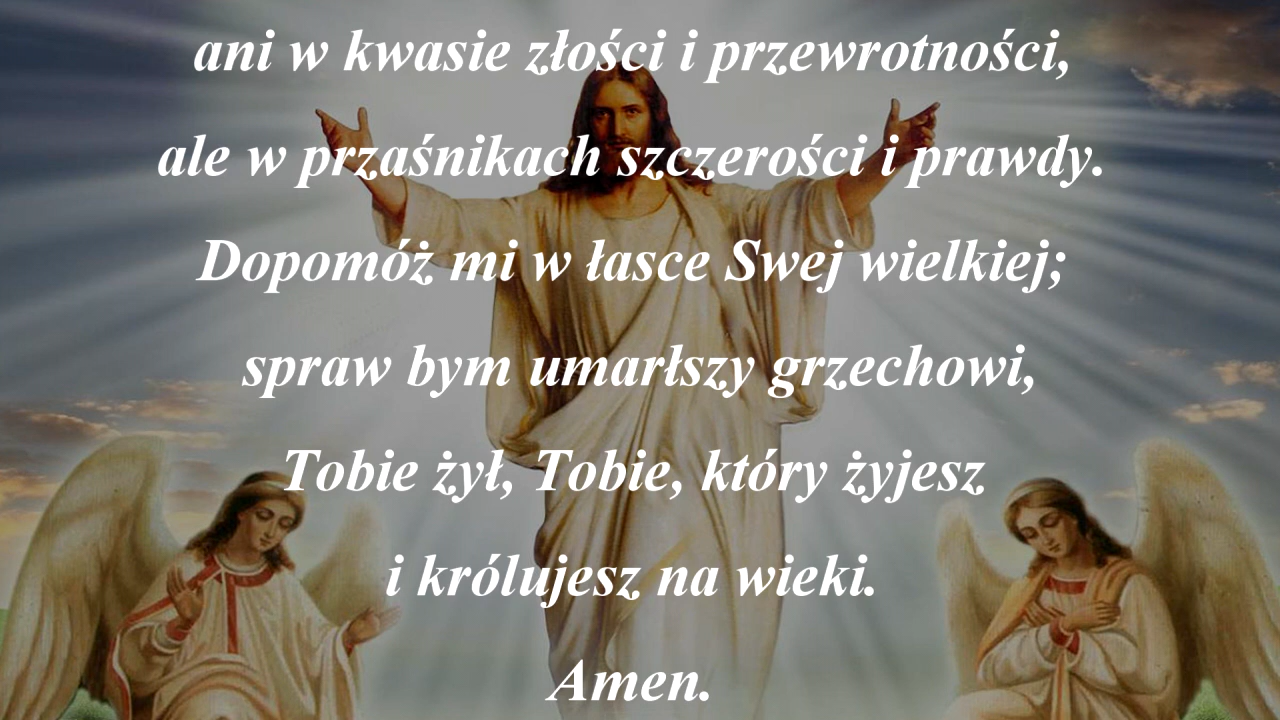 ani w kwasie złości i przewrotności,
ale w przaśnikach szczerości i prawdy.
Dopomóż mi w łasce Swej wielkiej;
spraw bym umarłszy grzechowi,
Tobie żył, Tobie, który żyjesz
i królujesz na wieki.
Amen.